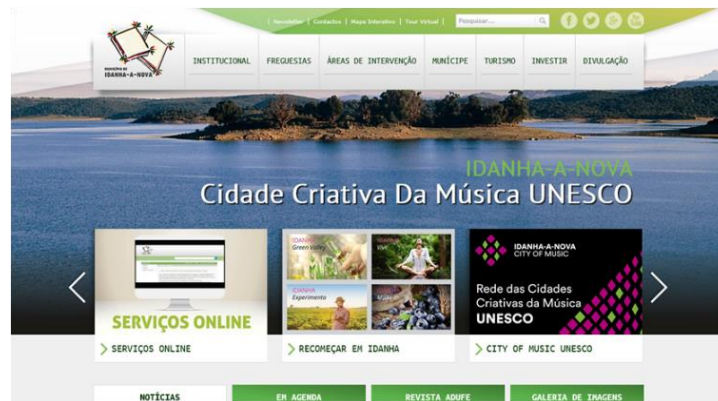 | Newsletter | Contactos | Mapa Interativo | Tour Virtual |
Pesquisar...
MUNICÍPIO DE
IDANHA-A-NOVA
INSTITUCIONAL
FREGUESIAS
ÁREAS DE INTERVENÇÃO
MUNÍCIPE
TURISMO
INVESTIR
DIVULGAÇÃO
IDANHA-A-NOVA
Cidade Criativa Da Música UNESCO
SERVIÇOS ONLINE
IDANHA
Green Valley
IDANHA
Vive
IDANHA
Experimenta
IDANHA
IDANHA-A-NOVA
CITY OF MUSIC
Rede das Cidades
Criativas da Música
UNESCO
SERVIÇOS ONLINE
RECOMEÇAR EM IDANHA
CITY OF MUSIC UNESCO
NOTÍCIAS
EM AGENDA
REVISTA ADUFE
GALERIA DE IMAGENS